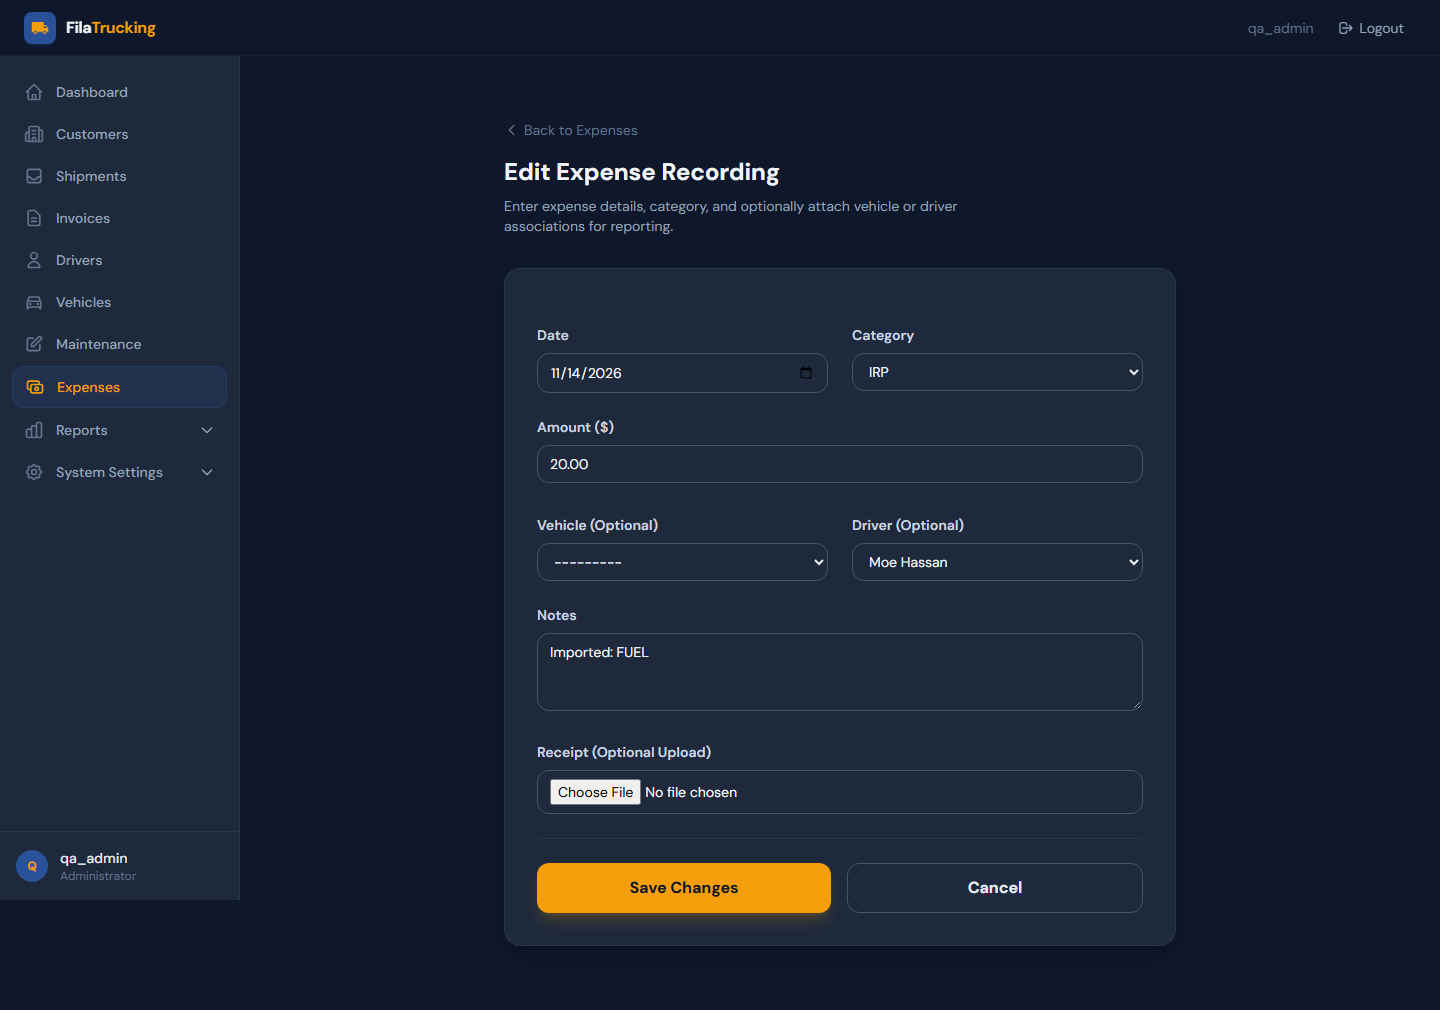 FilaTrucking
qa_admin
Logout
Dashboard
Customers
Shipments
Invoices
Drivers
Vehicles
Maintenance
Expenses
Reports
System Settings
qa_admin
Q
Administrator
Back to Expenses
Edit Expense Recording
Enter expense details, category, and optionally attach vehicle or driver
associations for reporting.
Date
Category
11/14/2026
IRP
Amount ($)
20.00
Vehicle (Optional)
Driver (Optional)
---------
Moe Hassan
Notes
Imported: FUEL
Receipt (Optional Upload)
Choose File No file chosen
Save Changes
Cancel